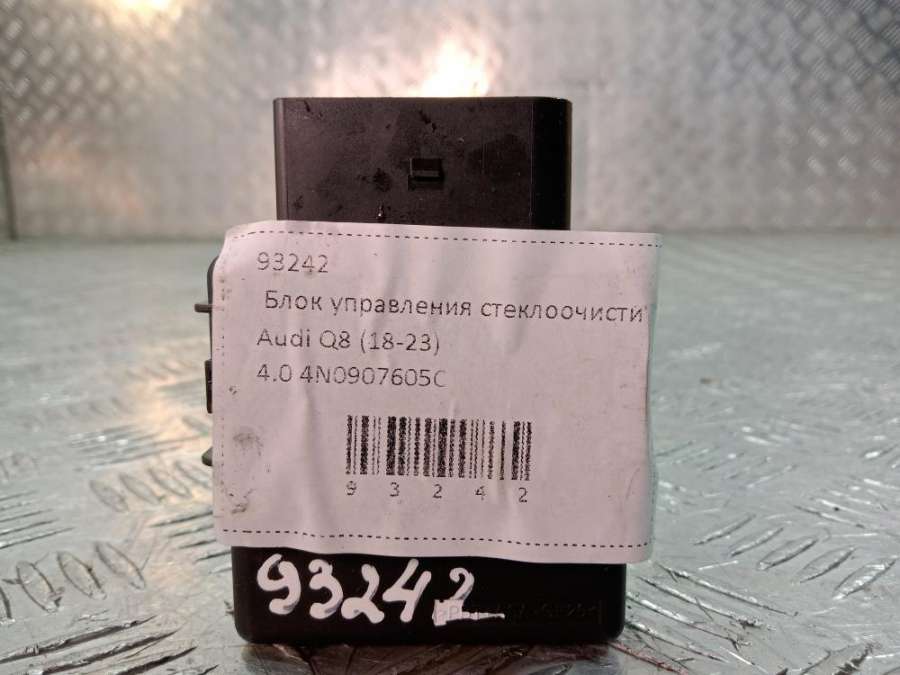 93242
Блок управления стеклоочисти
Audi Q8 (18-23)
4.0 4N0907605C
9 3 2 4 2
93242